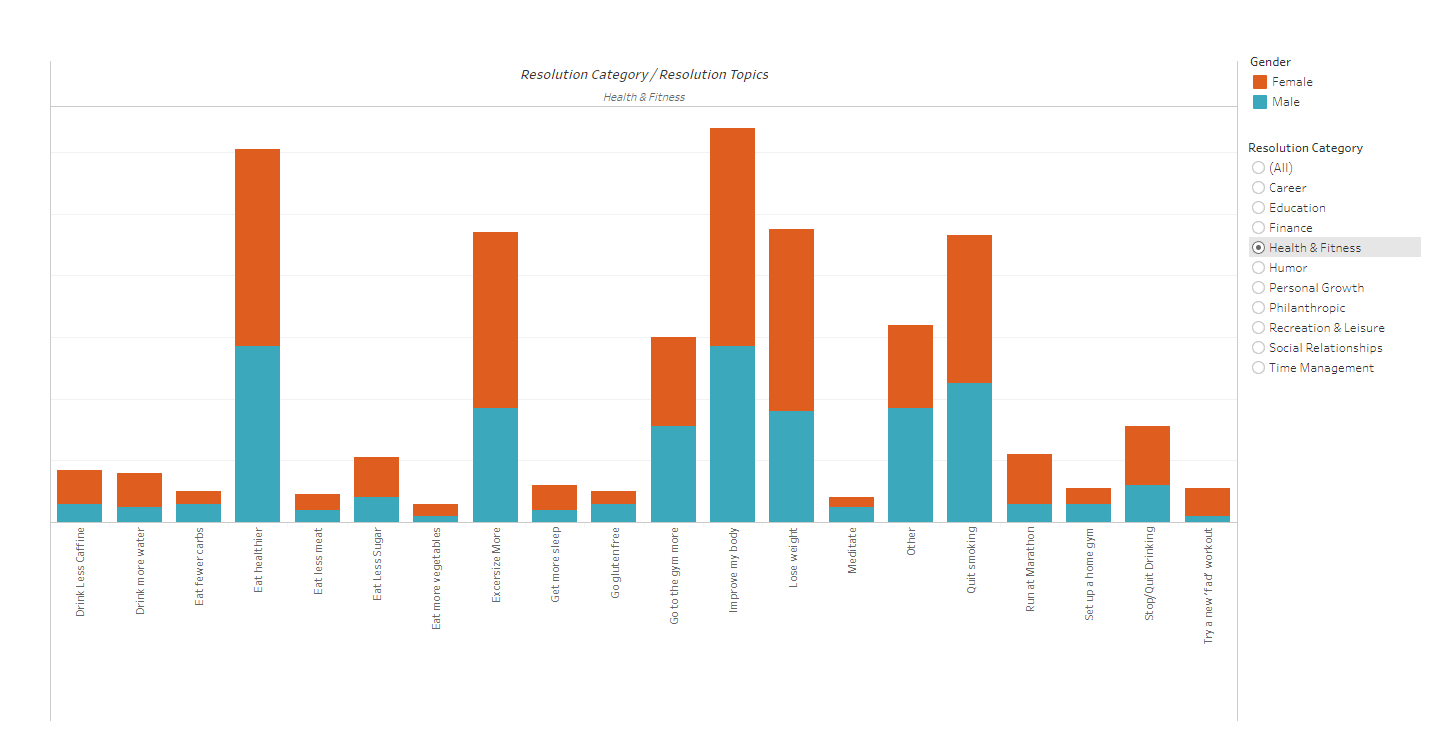 Resolution Category / Resolution Topics
Health & Fitness
Drink Less Caffine
Drink more water
Eat fewer carbs
Eat healthier
Eat less meat
Eat Less Sugar
Eat more vegetables
Excersize More
Get more sleep
Go glutenfree
Go to the gym more
Improve my body
Lose weight
Meditate
Other
Quit smoking
Run at Marathon
Set up a home gym
Stop/Quit Drinking
Try a new 'fad' workout
Gender
Female
Male
Resolution Category
(All)
Career
Education
Finance
Health & Fitness
Humor
Personal Growth
Philanthropic
Recreation & Leisure
Social Relationships
Time Management